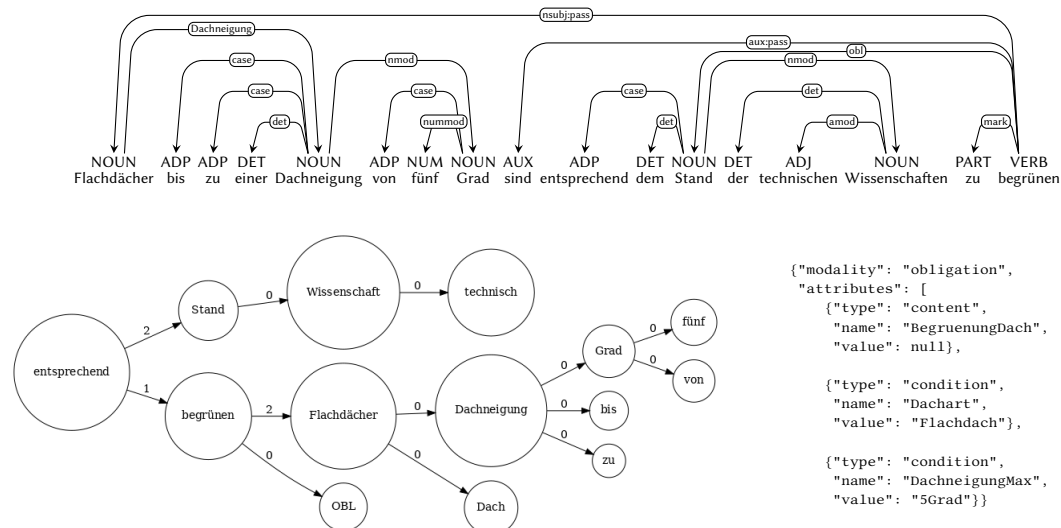 nsubj:pass
Dachneigung
aux:pass
obl
case nmod nmod
case case case det
det nummod det amod mark
NOUN ADP ADP DET NOUN ADP NUM NOUN AUX ADP DET NOUN DET ADJ NOUN PART VERB
Flachdächer bis zu einer Dachneigung von fünf Grad sind entsprechend dem Stand der technischen Wissenschaften zu begrünen
entsprechend
2
1
Stand
0
Wissenschaft
0
technisch
begrünen
2
0
Flachdächer
0
0
Dachneigung
0
0
0
Grad
0
0
fünf
von
bis
zu
OBL
Dach
{"modality": "obligation",
"attributes": [
{"type": "content",
"name": "BegruenungDach",
"value": null},
{"type": "condition",
"name": "Dachart",
"value": "Flachdach"},
{"type": "condition",
"name": "DachneigungMax",
"value": "5Grad"}}